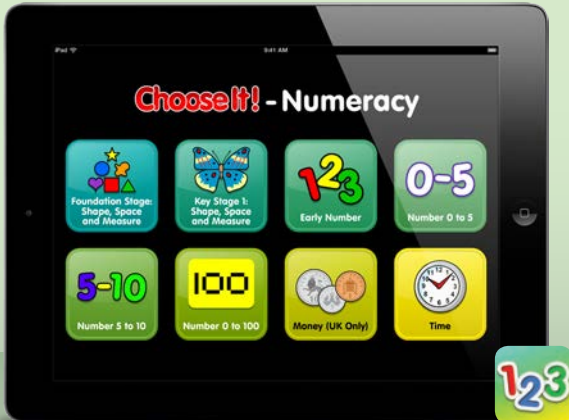 iPad
9:41 AM
ChooseIt! - Numeracy
Foundation Stage:
Shape, Space
and Measure
Key Stage 1:
Shape, Space
and Measure
123
Early Number
0-5
Number 0 to 5
5-10
Number 5 to 10
100
Number 0 to 100
Money (UK Only)
Time
123